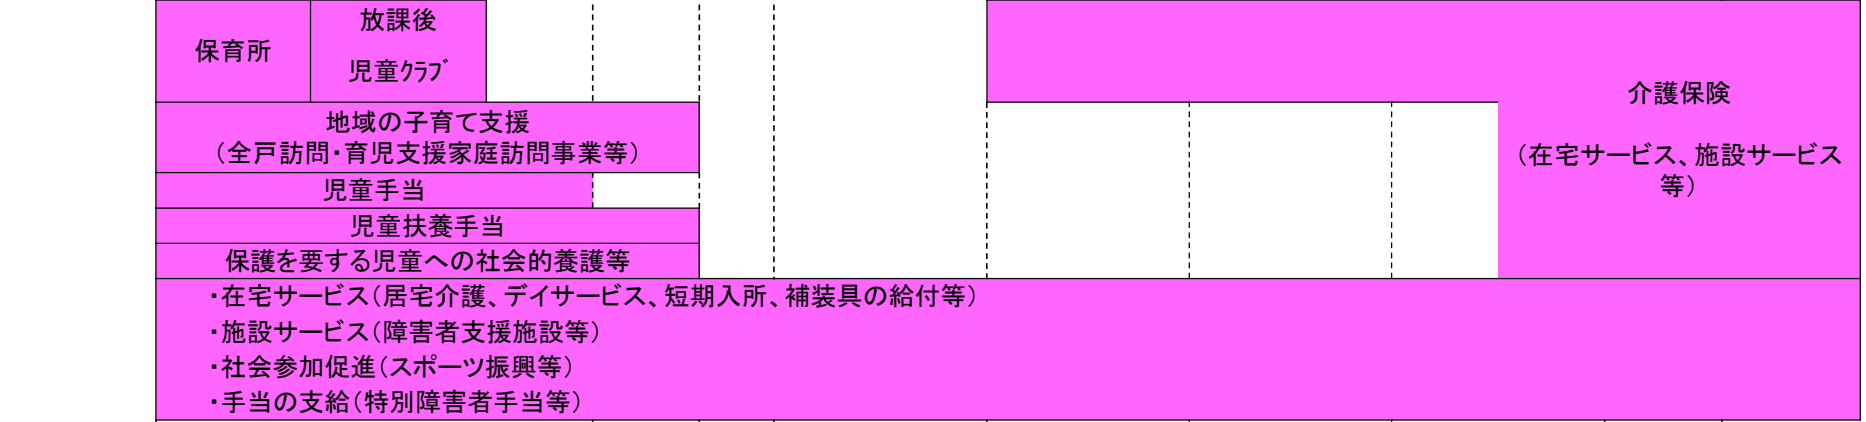 保育所
放課後
児童ｸﾗﾌﾞ
介護保険
（在宅サービス、施設サービス
等）
地域の子育て支援
（全戸訪問・育児支援家庭訪問事業等）
児童手当
児童扶養手当
保護を要する児童への社会的養護等
・在宅サービス（居宅介護、デイサービス、短期入所、補装具の給付等）
・施設サービス（障害者支援施設等）
・社会参加促進（スポーツ振興等）
・手当の支給（特別障害者手当等）